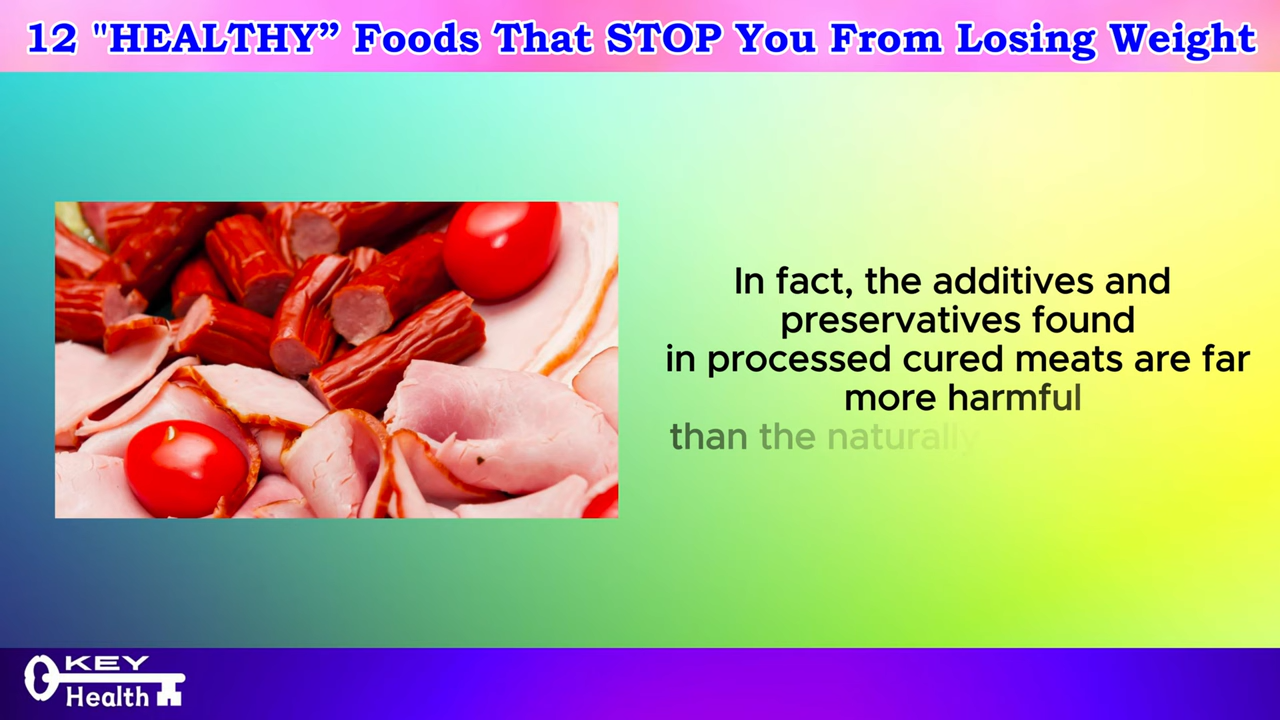 12 "HEALTHY” Foods That STOP You From Losing Weight
In fact, the additives and
preservatives found
in processed cured meats are far
more harmful
than the naturally
KEY
Health